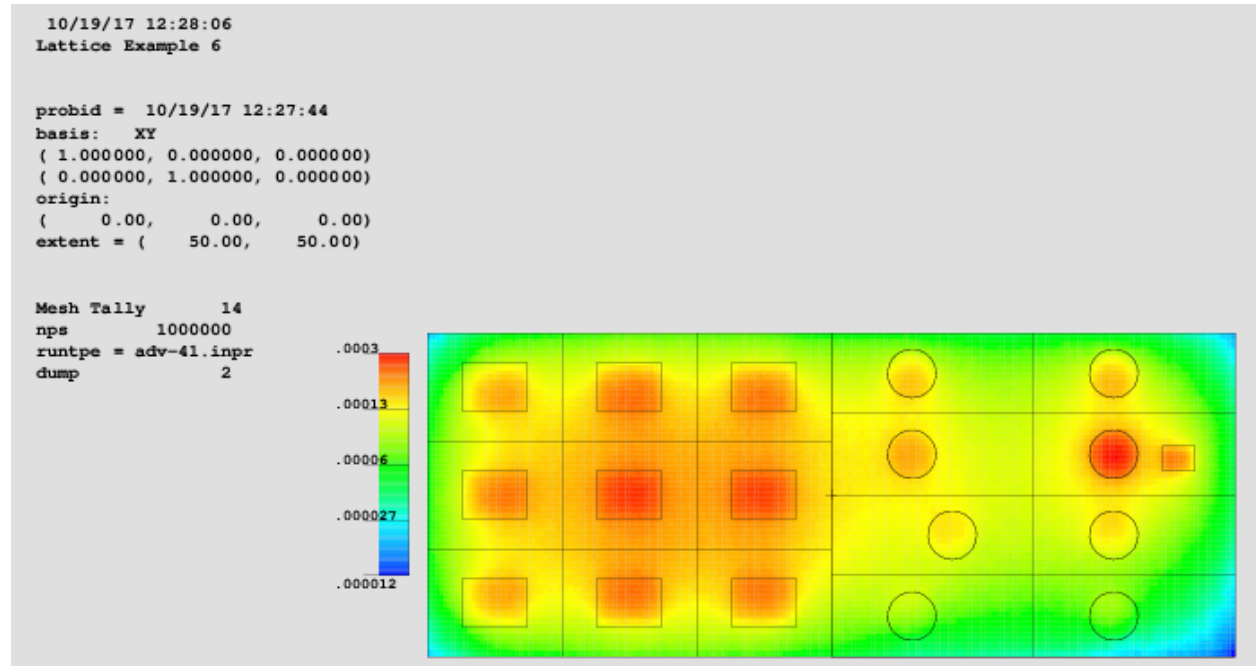 10/19/17 12:28:06
Lattice Example 6
probid = 10/19/17 12:27:44
basis: XY
( 1.000000, 0.000000, 0.000000)
( 0.000000, 1.000000, 0.000000)
origin:
( 0.00, 0.00, 0.00)
extent = ( 50.00, 50.00)
Mesh Tally 14
nps 1000000
runtpe = adv-41.inpr
dump 2
.0003
.00013
.00006
.000027
.000012